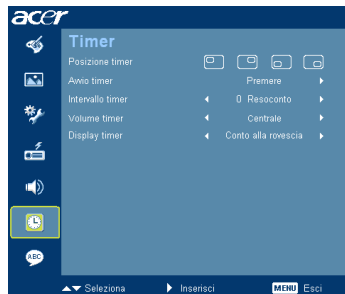 acer
Timer
Posizione timer
Avvio timer Premere
Intervallo timer 0 Resoconto
Volume timer Centrale
Display timer Conto alla rovescia
ABC
Seleziona Inserisci MENU Esci